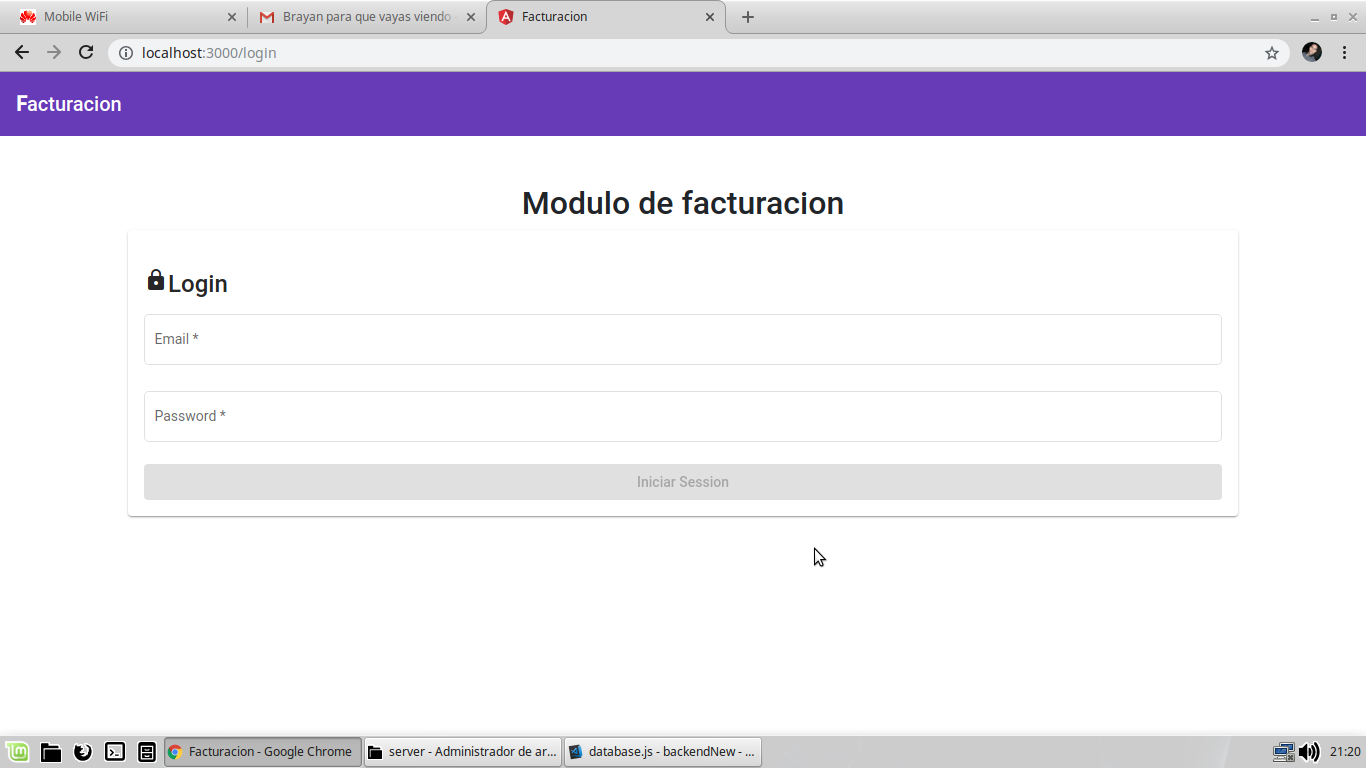 Mobile WiFi
Brayan para que vayas viendo
Facturacion
localhost:3000/login
Facturacion
Modulo de facturacion
Login
Email *
Password *
Iniciar Session
Facturacion - Google Chrome
server - Administrador de ar...
database.js - backendNew - ...
21:20